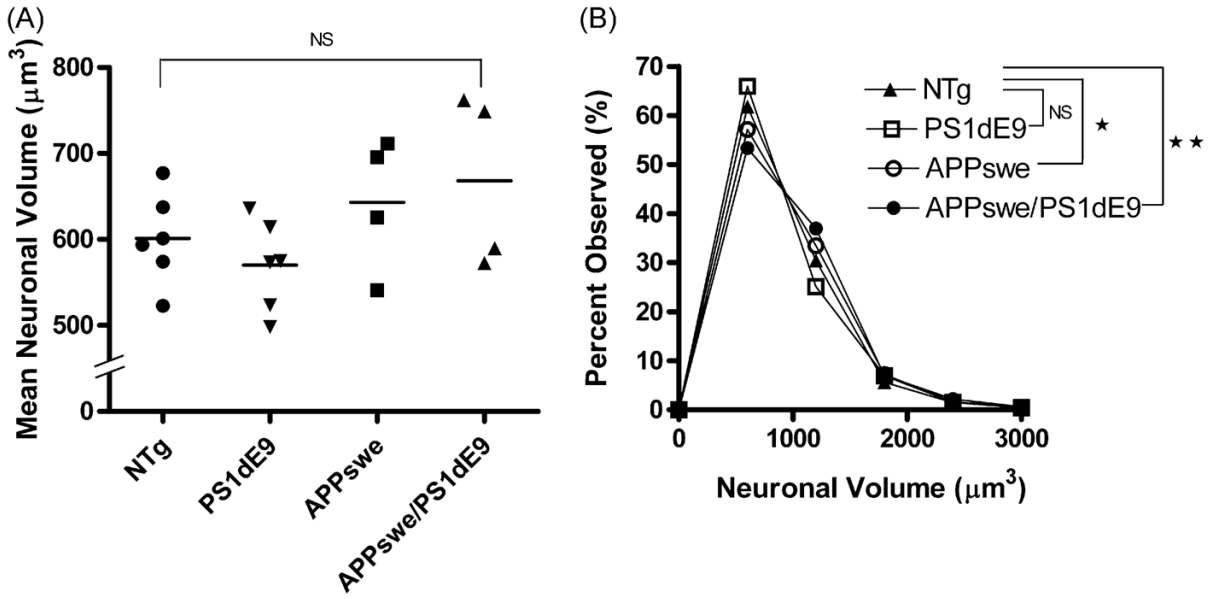 (A)
NS
Mean Neuronal Volume (μm³)
800
700
600
500
0
NTg
PS1dE9
APPswe
APPswe/PS1dE9
(B)
Percent Observed (%)
70
60
50
40
30
20
10
0
NTg
PS1dE9
APPswe
APPswe/PS1dE9
NS
★
★★
0
1000
2000
3000
Neuronal Volume (μm³)